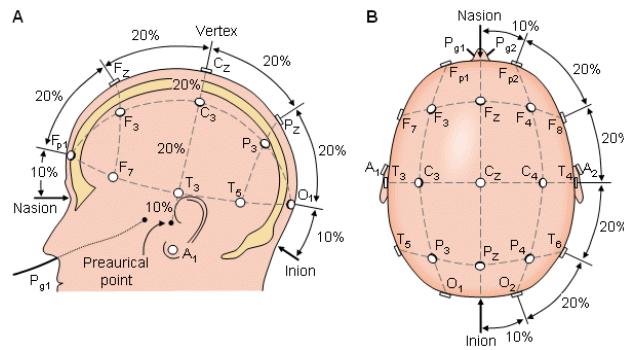 A
Vertex
20%
20%
Fz
Cz
20%
20%
20%
F3
C3
Pz
Fp1
P3
20%
20%
10%
F7
T3
T5
O1
Nasion
10%
10%
Preaurical
point
A1
Inion
Pg1
B
Nasion
10%
Pg1
Pg2
Fp1
Fp2
20%
F7
F3
Fz
F4
F8
20%
A1
T3
C3
Cz
C4
T4
A2
20%
T5
P3
Pz
P4
T6
O1
O2
20%
Inion
10%